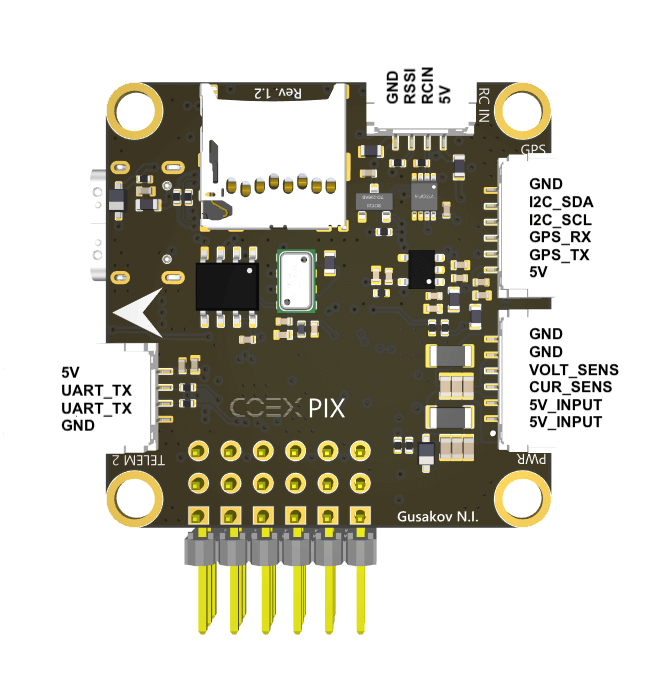 GND
RSSI
RCIN
5V
RC IN
Rev. 1.2
GPS
GND
I2C_SDA
I2C_SCL
GPS_RX
GPS_TX
5V
GND
GND
VOLT_SENS
CUR_SENS
5V_INPUT
5V_INPUT
PWR
5V
UART_TX
UART_TX
GND
TELEM 2
COEX PIX
Gusakov N.I.